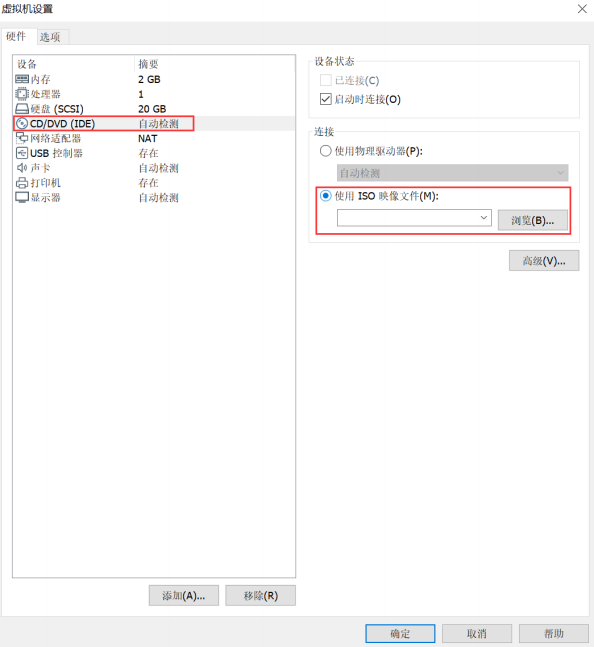 虚拟机设置
硬件 选项
设备 摘要
内存 2 GB
处理器 1
硬盘 (SCSI) 20 GB
CD/DVD (IDE) 自动检测
网络适配器 NAT
USB 控制器 存在
声卡 自动检测
打印机 存在
显示器 自动检测
添加(A)... 移除(R)
设备状态
已连接(C)
启动时连接(O)
连接
使用物理驱动器(P):
自动检测
使用 ISO 映像文件(M):
浏览(B)...
高级(V)...
确定 取消 帮助